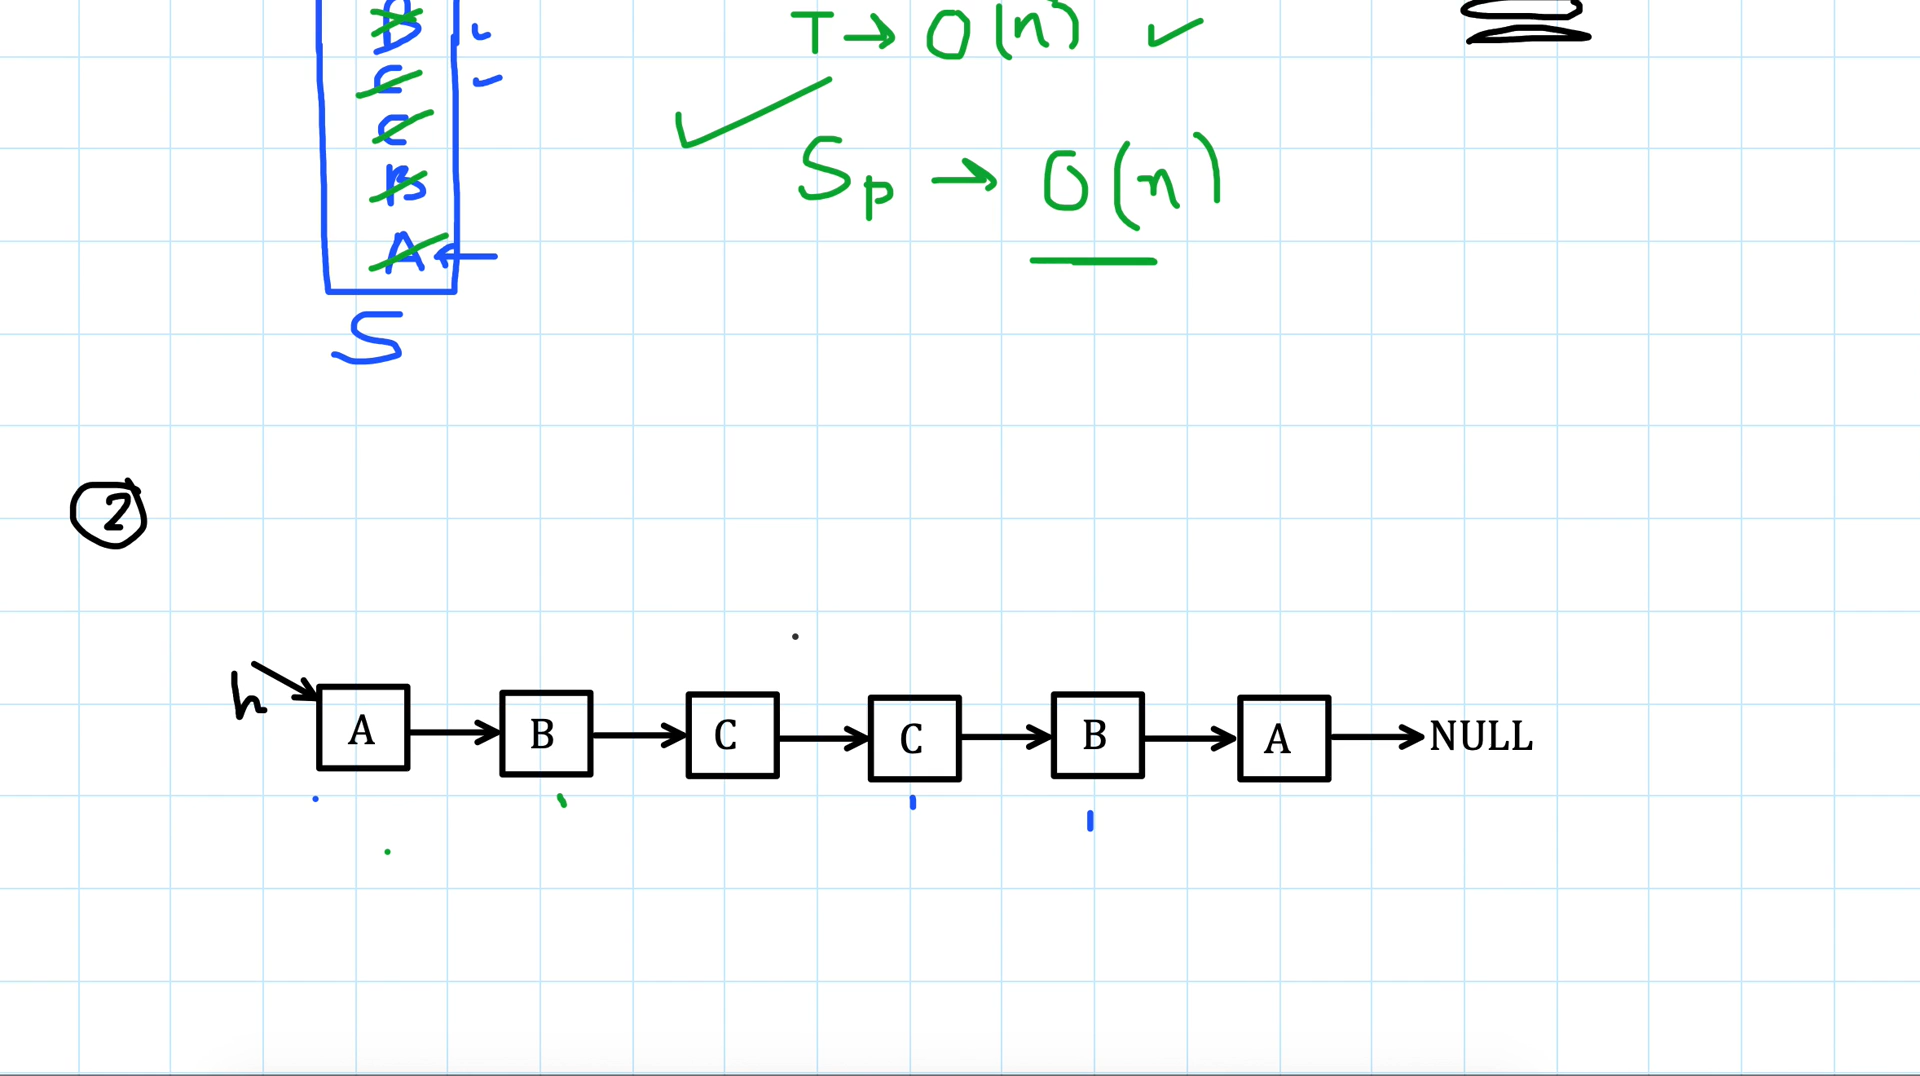 B
T → O(n) ✓
C
C
✓ Sp → O(n)
B
A
S
2
h
A → B → C → C → B → A → NULL